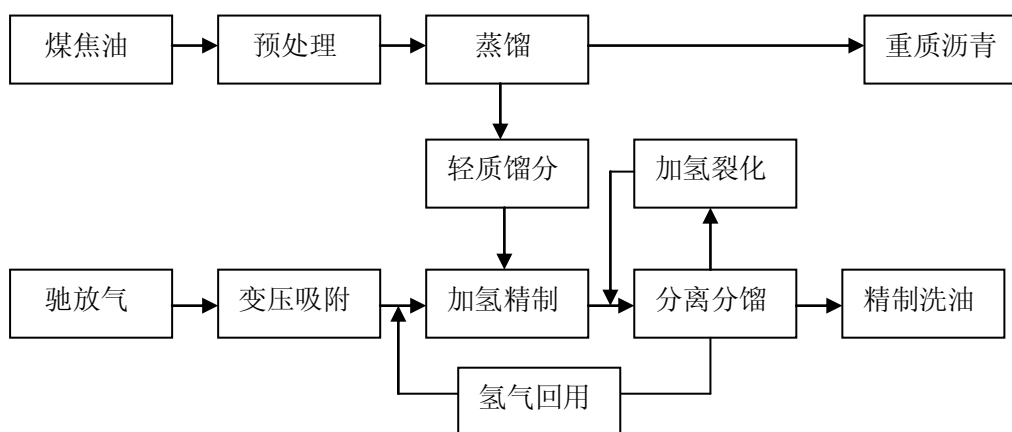 煤焦油
预处理
蒸馏
重质沥青
轻质馏分
加氢裂化
驰放气
变压吸附
加氢精制
分离分馏
精制洗油
氢气回用